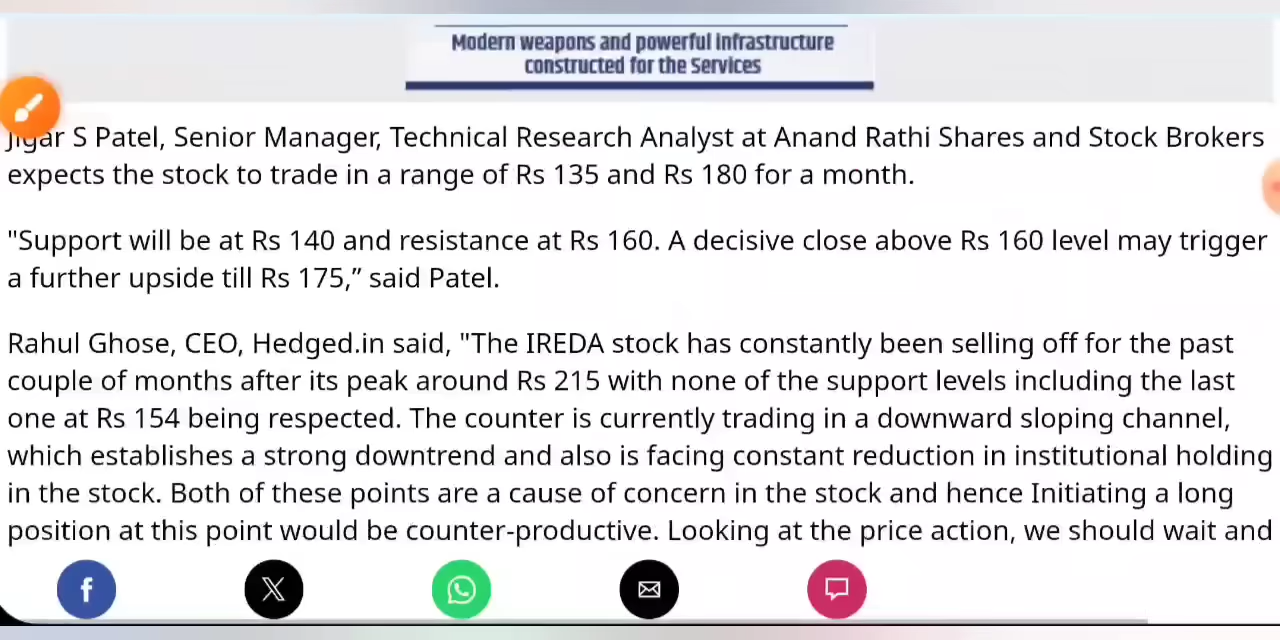 Modern weapons and powerful infrastructure
constructed for the Services
Jigar S Patel, Senior Manager, Technical Research Analyst at Anand Rathi Shares and Stock Brokers
expects the stock to trade in a range of Rs 135 and Rs 180 for a month.
"Support will be at Rs 140 and resistance at Rs 160. A decisive close above Rs 160 level may trigger
a further upside till Rs 175,” said Patel.
Rahul Ghose, CEO, Hedged.in said, "The IREDA stock has constantly been selling off for the past
couple of months after its peak around Rs 215 with none of the support levels including the last
one at Rs 154 being respected. The counter is currently trading in a downward sloping channel,
which establishes a strong downtrend and also is facing constant reduction in institutional holding
in the stock. Both of these points are a cause of concern in the stock and hence Initiating a long
position at this point would be counter-productive. Looking at the price action, we should wait and